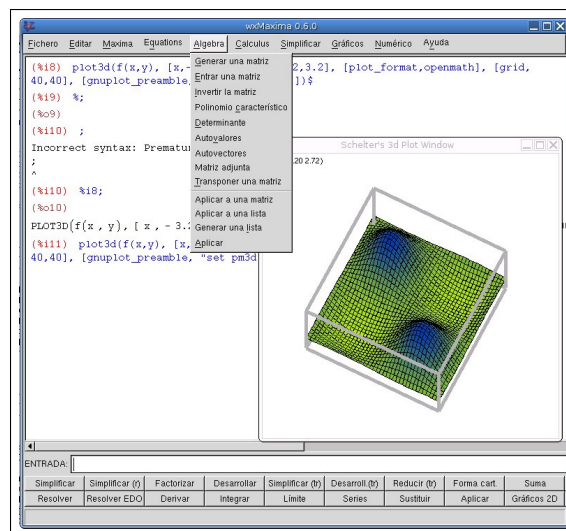 wxMaxima 0.6.0
Fichero Editar Maxima Equations Algebra Calculus Simplificar Gráficos Numérico Ayuda
(%i8) plot3d(f(x,y), [x,- 2,3.2], [plot_format,openmath], [grid,
40,40], [gnuplot_preamble, ])$
(%i9) %;
(%o9)
(%i10) ;
Incorrect syntax: Prematur
;
^
(%i10) %i8;
(%o10)
PLOT3D(f(x , y), [ x , - 3.2
(%i11) plot3d(f(x,y), [x,
40,40], [gnuplot_preamble, "set pm3d
Generar una matriz
Entrar una matriz
Invertir la matriz
Polinomio característico
Determinante
Autovalores
Autovectores
Matriz adjunta
Transponer una matriz
Aplicar a una matriz
Aplicar a una lista
Generar una lista
Aplicar
Schelter's 3d Plot Window
.20 2.72)
ENTRADA:
Simplificar Simplificar (r) Factorizar Desarrollar Simplificar (tr) Desarroll.(tr) Reducir (tr) Forma cart. Suma
Resolver Resolver EDO Derivar Integrar Límite Series Sustituir Aplicar Gráficos 2D